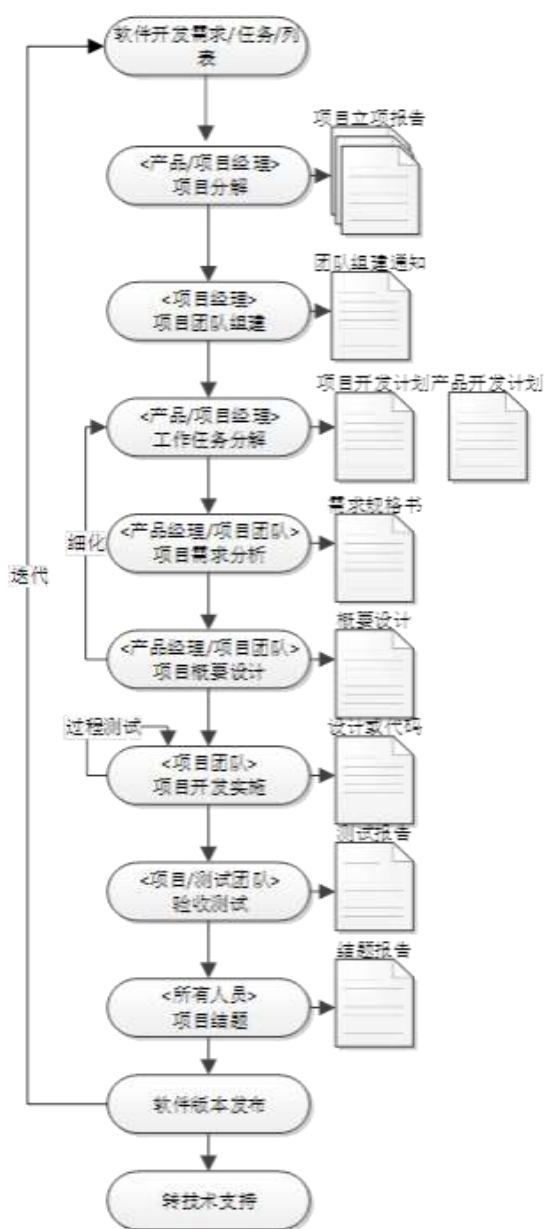 软件开发需求/任务/列
表
项目立项报告
<产品/项目经理>
项目分解
团队组建通知
<项目经理>
项目团队组建
项目开发计划
产品开发计划
<产品/项目经理>
工作任务分解
需求规格书
<产品经理/项目团队>
项目需求分析
细化
迭代
概要设计
<产品经理/项目团队>
项目概要设计
过程测试
设计或代码
<项目团队>
项目开发实施
测试报告
<项目/测试团队>
验收测试
结题报告
<所有人员>
项目结题
软件版本发布
转技术支持